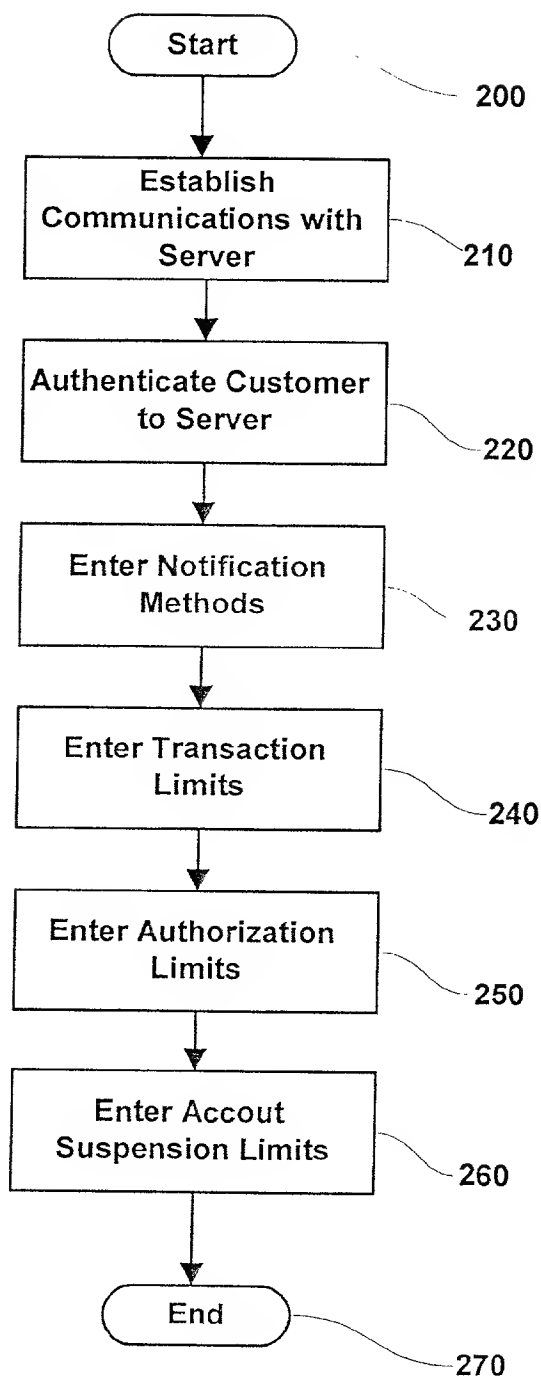 Start
200
Establish
Communications with
Server
210
Authenticate Customer
to Server
220
Enter Notification
Methods
230
Enter Transaction
Limits
240
Enter Authorization
Limits
250
Enter Accout
Suspension Limits
260
End
270